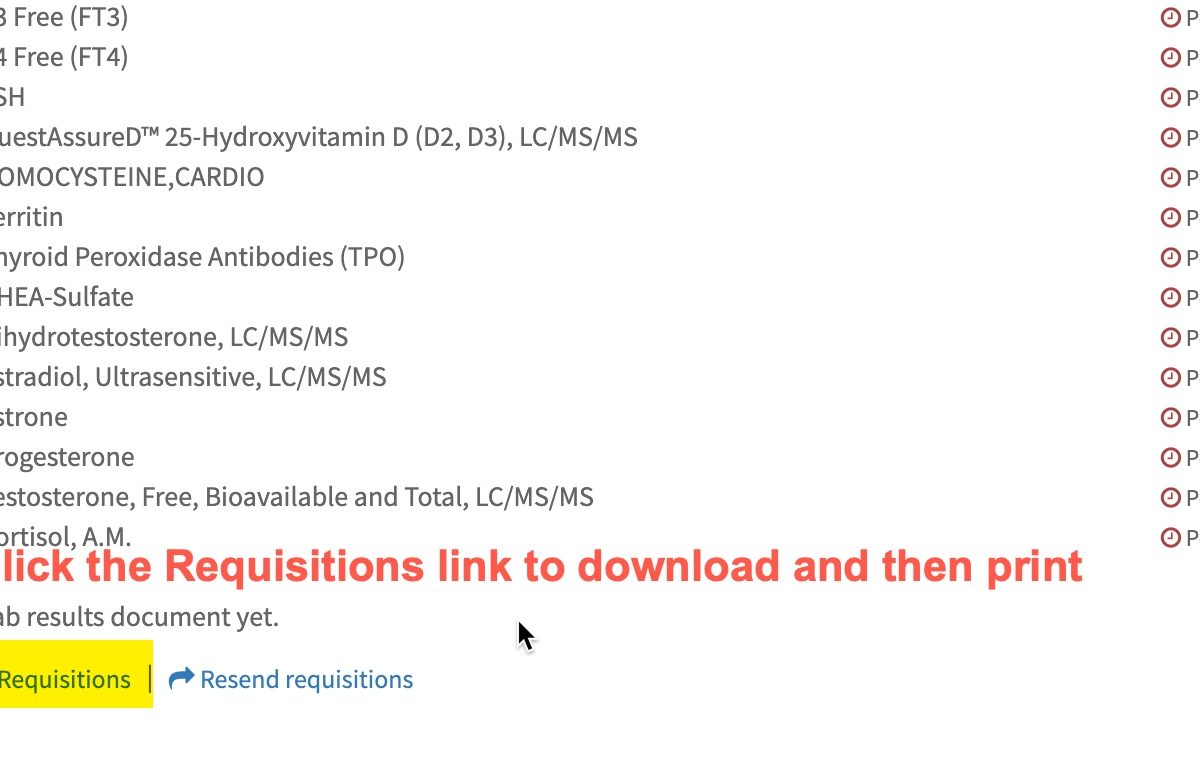 3 Free (FT3)
4 Free (FT4)
SH
uestAssureD™ 25-Hydroxyvitamin D (D2, D3), LC/MS/MS
OMOCYSTEINE,CARDIO
erritin
hyroid Peroxidase Antibodies (TPO)
HEA-Sulfate
ihydrotestosterone, LC/MS/MS
stradiol, Ultrasensitive, LC/MS/MS
strone
rogesterone
estosterone, Free, Bioavailable and Total, LC/MS/MS
ortisol, A.M.
lick the Requisitions link to download and then print
ab results document yet.
Requisitions | Resend requisitions